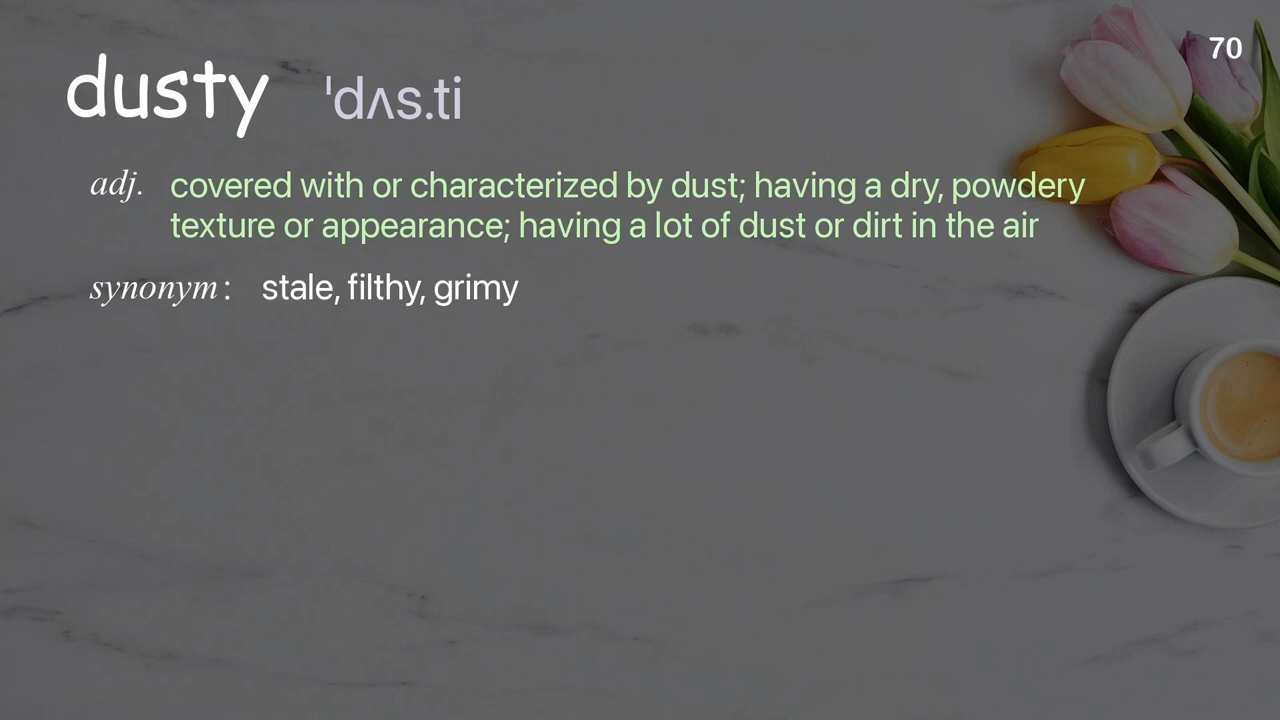 70
dusty ˈdʌs.ti
adj. covered with or characterized by dust; having a dry, powdery
texture or appearance; having a lot of dust or dirt in the air
synonym : stale, filthy, grimy